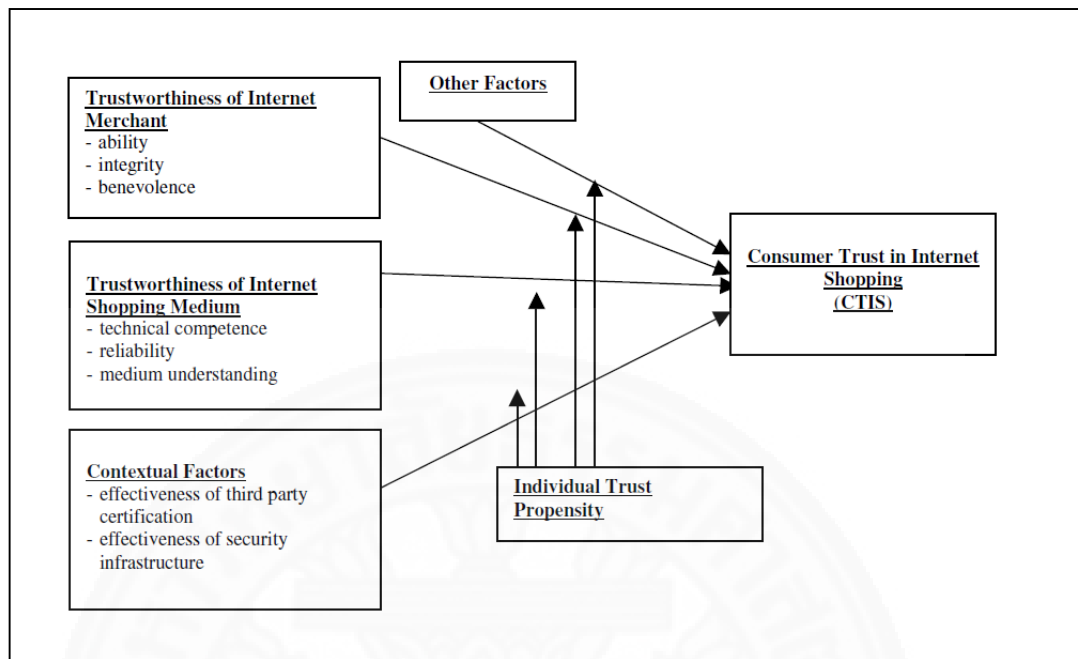 Other Factors
Trustworthiness of Internet
Merchant
- ability
- integrity
- benevolence
Trustworthiness of Internet
Shopping Medium
- technical competence
- reliability
- medium understanding
Contextual Factors
- effectiveness of third party
certification
- effectiveness of security
infrastructure
Individual Trust
Propensity
Consumer Trust in Internet
Shopping
(CTIS)